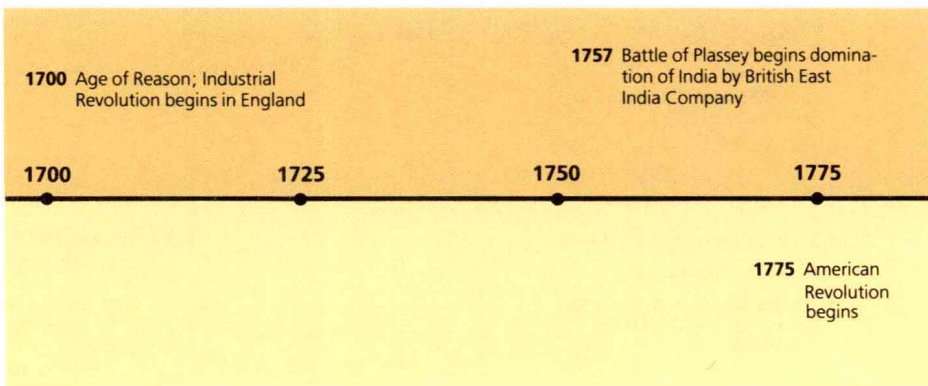 1700 Age of Reason; Industrial
Revolution begins in England
1757 Battle of Plassey begins domina-
tion of India by British East
India Company
1700
1725
1750
1775
1775 American
Revolution
begins